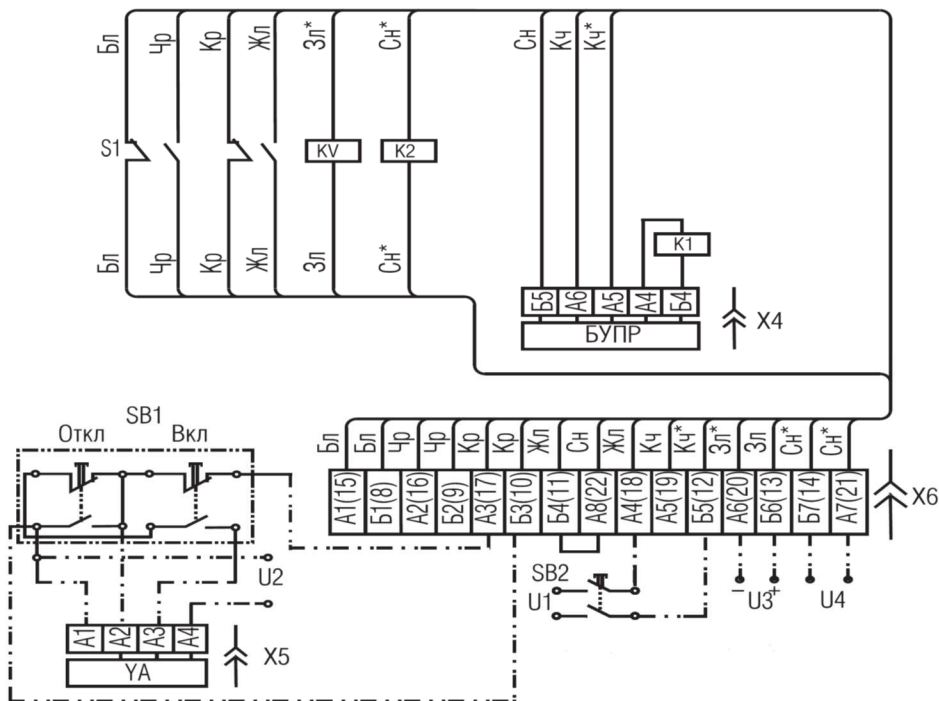 Бл Чр Кр Жл Зл* Сн* Сн Кч Кч*
S1 KV K2
K1
Бл Чр Кр Жл Зл Сн*
Б5 А6 А5 А4 Б4
X4
БУПР
SB1
Откл Вкл
Бл Бл Чр Чр Кр Кр Жл Сн Жл Кч Кч* Зл* Зл Сн* Сн*
А1(15) Б1(8) А2(16) Б2(9) А3(17) Б3(10) Б4(11) А8(22) А4(18) А5(19) Б5(12) А6(20) Б6(13) Б7(14) А7(21)
X6
U2
SB2
U1
− U3 + U4
А1 А2 А3 А4
X5
YA